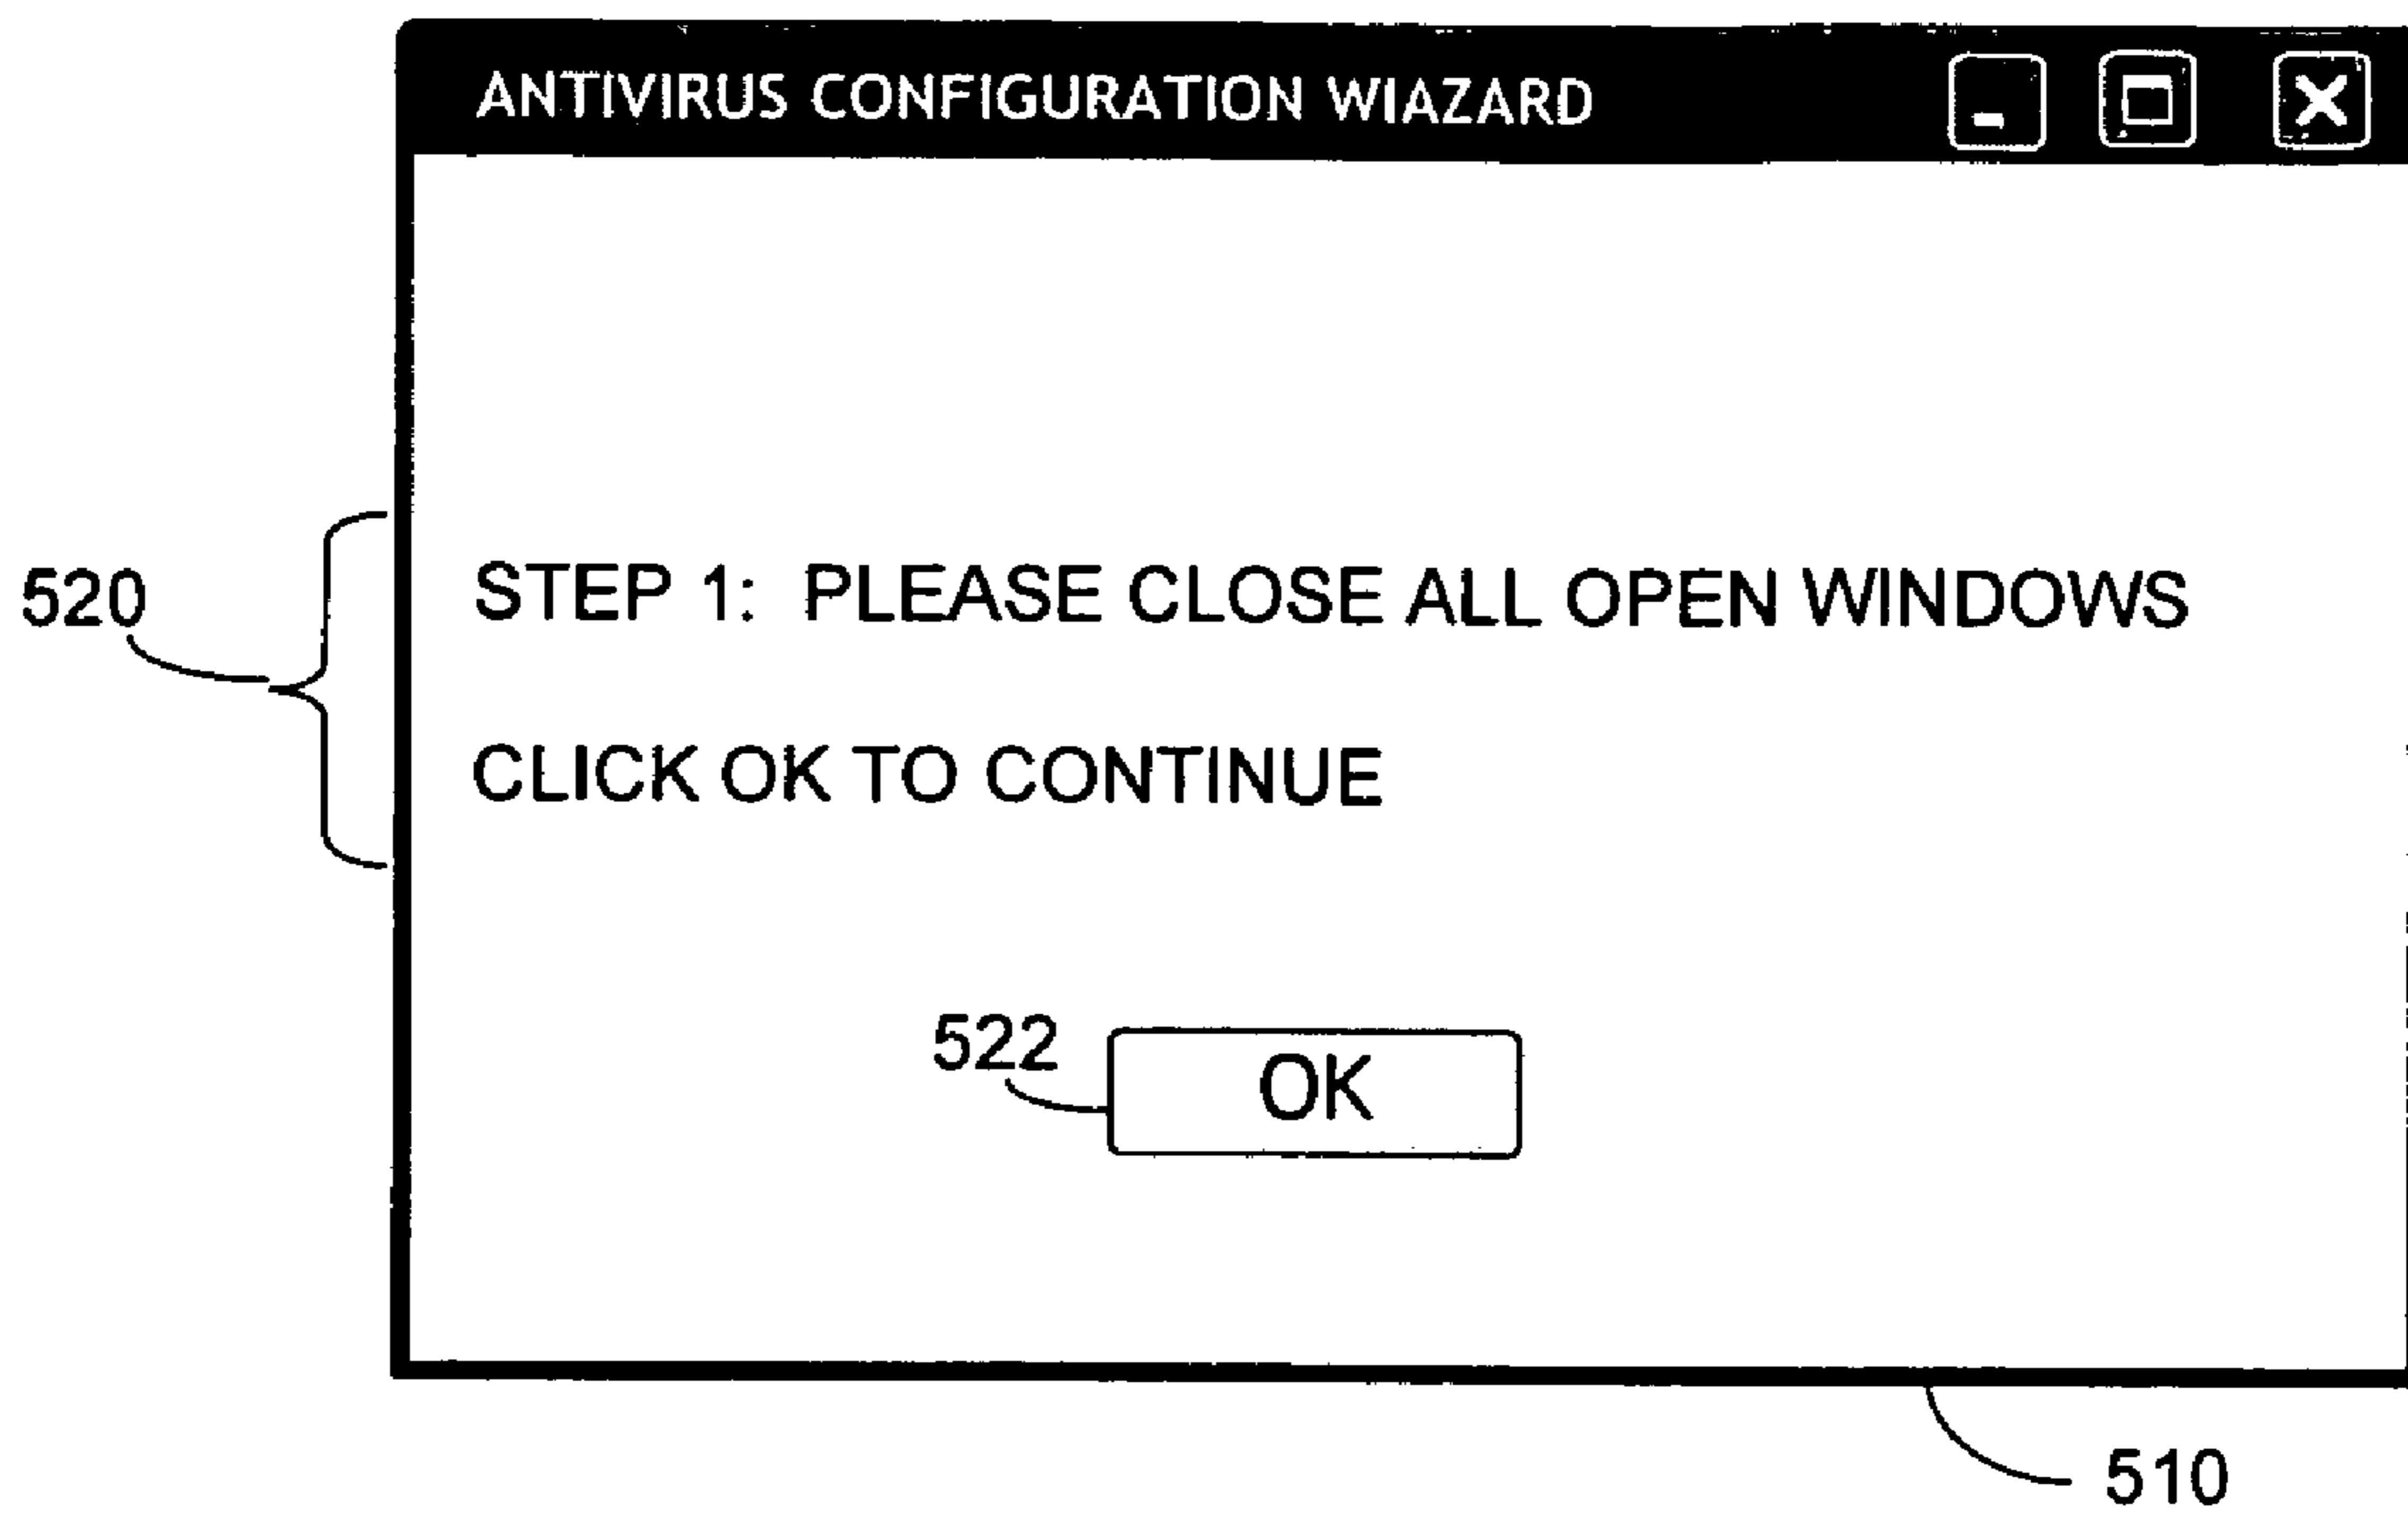 ANTIVIRUS CONFIGURATION WIAZARD
520
STEP 1: PLEASE CLOSE ALL OPEN WINDOWS
CLICK OK TO CONTINUE
522
OK
510